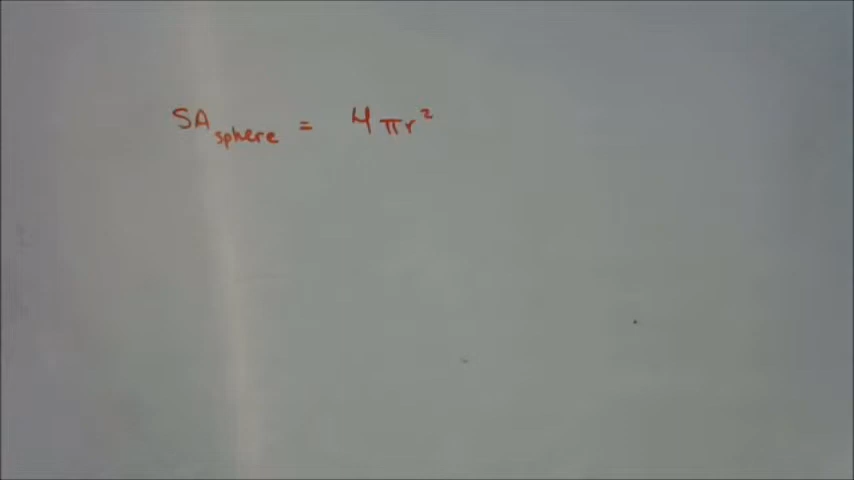 SA sphere = 4πr²